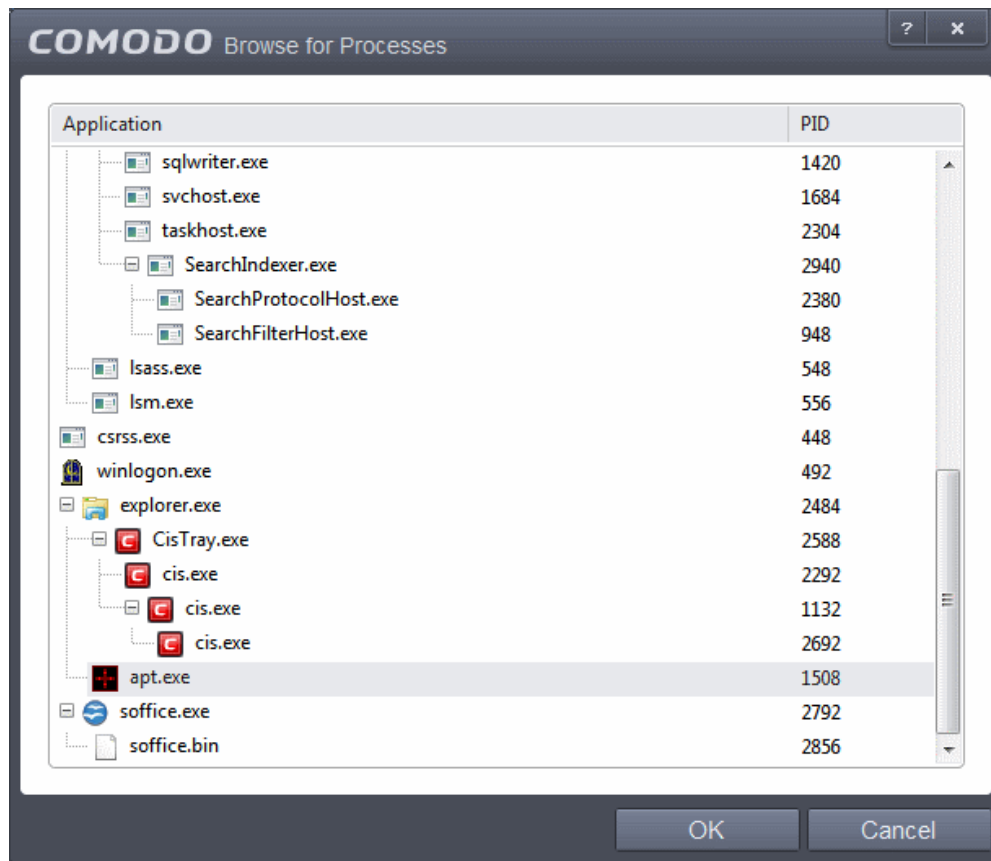 COMODO Browse for Processes ? x
Application PID
sqlwriter.exe 1420
svchost.exe 1684
taskhost.exe 2304
SearchIndexer.exe 2940
SearchProtocolHost.exe 2380
SearchFilterHost.exe 948
lsass.exe 548
lsm.exe 556
csrss.exe 448
winlogon.exe 492
explorer.exe 2484
CisTray.exe 2588
cis.exe 2292
cis.exe 1132
cis.exe 2692
apt.exe 1508
soffice.exe 2792
soffice.bin 2856
OK Cancel